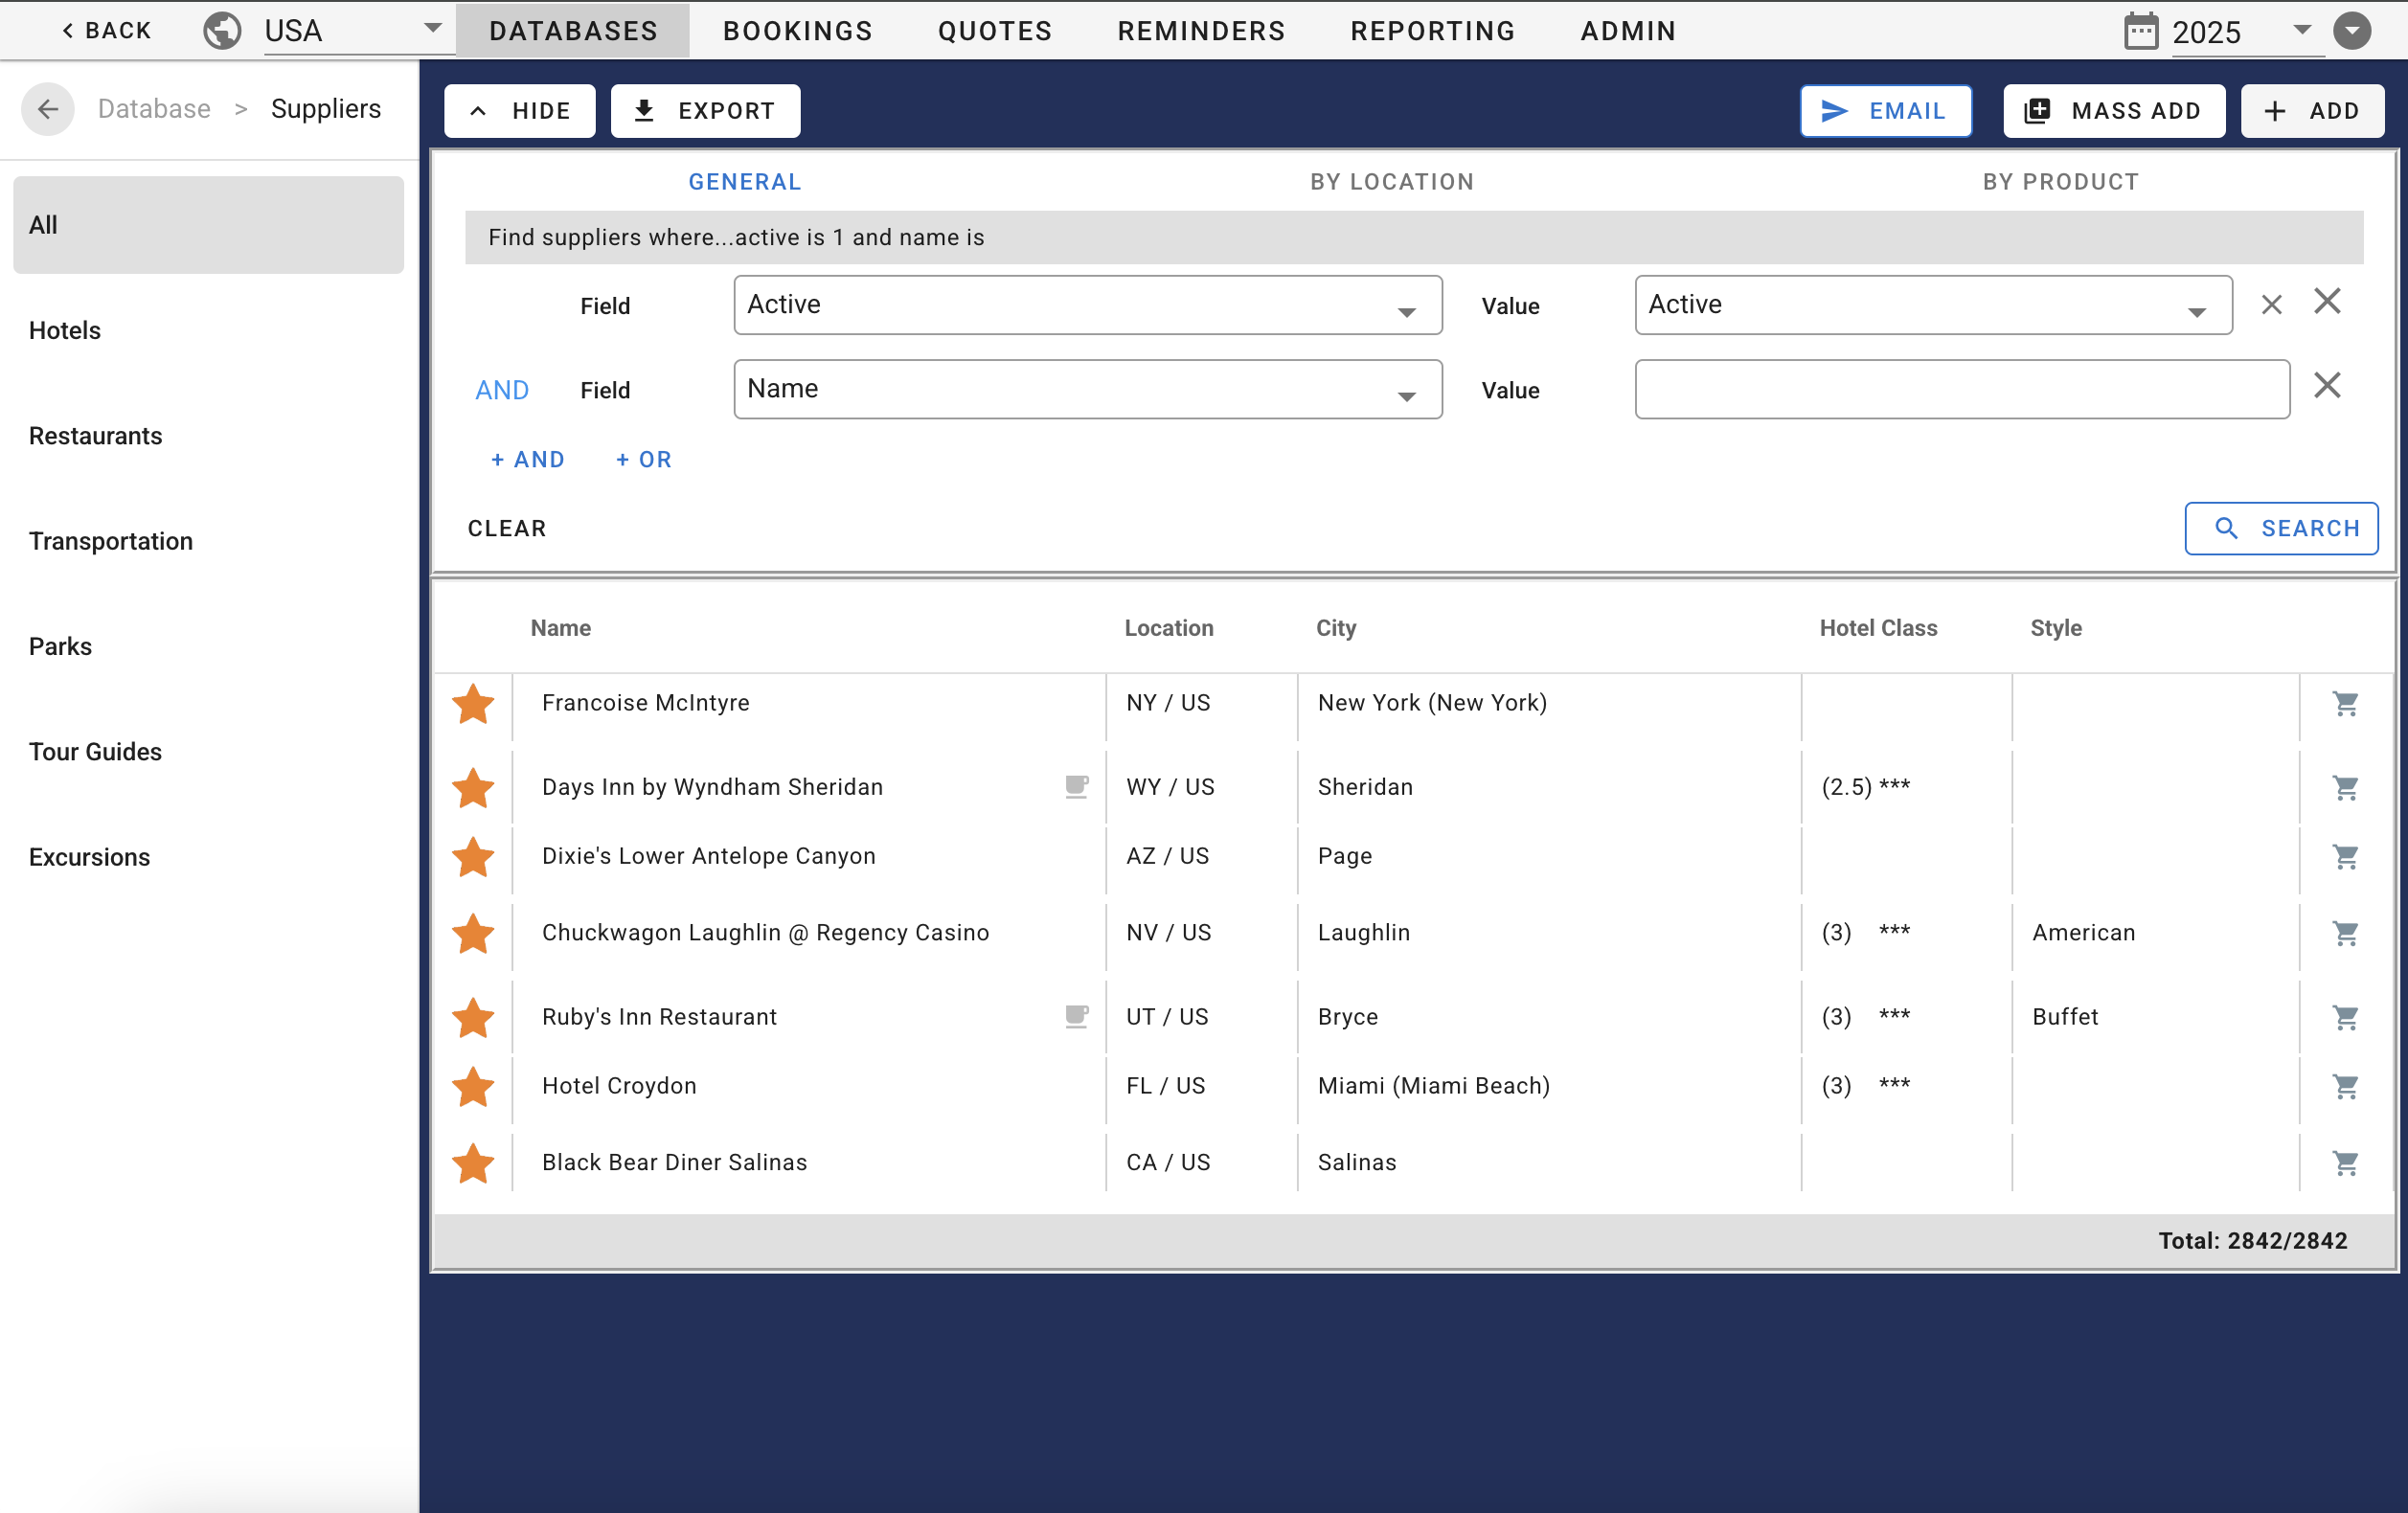 BACK USA DATABASES BOOKINGS QUOTES REMINDERS REPORTING ADMIN 2025
Database > Suppliers
HIDE EXPORT EMAIL MASS ADD + ADD
All
Hotels
Restaurants
Transportation
Parks
Tour Guides
Excursions
GENERAL BY LOCATION BY PRODUCT
Find suppliers where...active is 1 and name is
Field Active Value Active
AND Field Name Value
+ AND + OR
CLEAR SEARCH
Name Location City Hotel Class Style
Francoise McIntyre NY / US New York (New York)
Days Inn by Wyndham Sheridan WY / US Sheridan (2.5) ***
Dixie's Lower Antelope Canyon AZ / US Page
Chuckwagon Laughlin @ Regency Casino NV / US Laughlin (3) *** American
Ruby's Inn Restaurant UT / US Bryce (3) *** Buffet
Hotel Croydon FL / US Miami (Miami Beach) (3) ***
Black Bear Diner Salinas CA / US Salinas
Total: 2842/2842